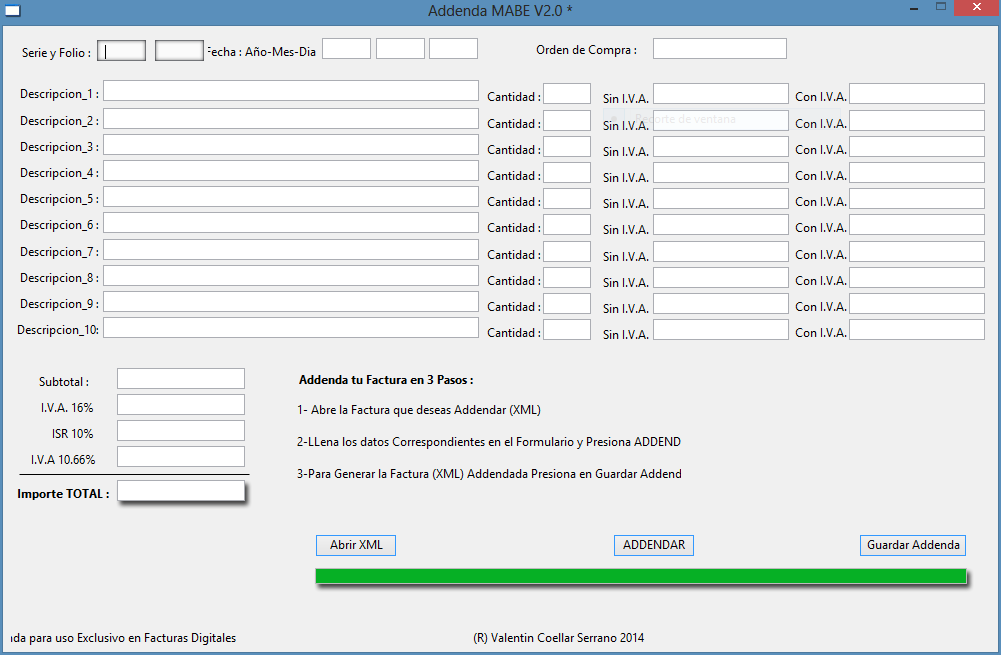 Addenda MABE V2.0 *
Serie y Folio : Fecha : Año-Mes-Dia Orden de Compra :
Descripcion_1 : Cantidad : Sin I.V.A. Con I.V.A.
Descripcion_2 : Cantidad : Sin I.V.A. Recorte de ventana Con I.V.A.
Descripcion_3 : Cantidad : Sin I.V.A. Con I.V.A.
Descripcion_4 : Cantidad : Sin I.V.A. Con I.V.A.
Descripcion_5 : Cantidad : Sin I.V.A. Con I.V.A.
Descripcion_6 : Cantidad : Sin I.V.A. Con I.V.A.
Descripcion_7 : Cantidad : Sin I.V.A. Con I.V.A.
Descripcion_8 : Cantidad : Sin I.V.A. Con I.V.A.
Descripcion_9 : Cantidad : Sin I.V.A. Con I.V.A.
Descripcion_10: Cantidad : Sin I.V.A. Con I.V.A.
Subtotal :
I.V.A. 16%
ISR 10%
I.V.A 10.66%
Importe TOTAL :
Addenda tu Factura en 3 Pasos :
1- Abre la Factura que deseas Addendar (XML)
2-LLena los datos Correspondientes en el Formulario y Presiona ADDEND
3-Para Generar la Factura (XML) Addendada Presiona en Guardar Addend
Abrir XML ADDENDAR Guardar Addenda
nda para uso Exclusivo en Facturas Digitales (R) Valentin Coellar Serrano 2014